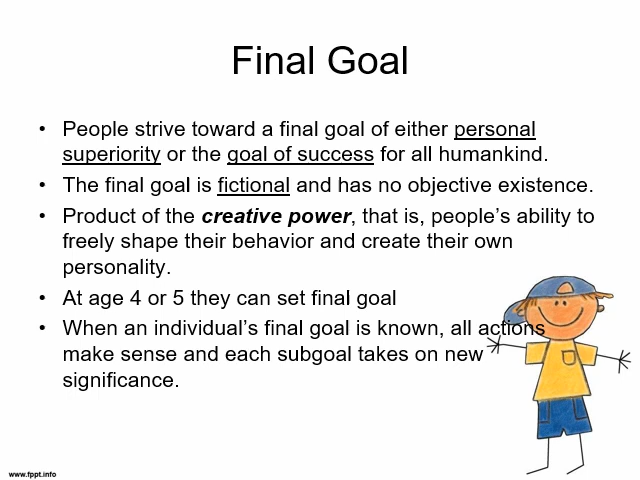 Final Goal
• People strive toward a final goal of either personal
superiority or the goal of success for all humankind.
• The final goal is fictional and has no objective existence.
• Product of the creative power, that is, people’s ability to
freely shape their behavior and create their own
personality.
• At age 4 or 5 they can set final goal
• When an individual’s final goal is known, all actions
make sense and each subgoal takes on new
significance.
www.fppt.info